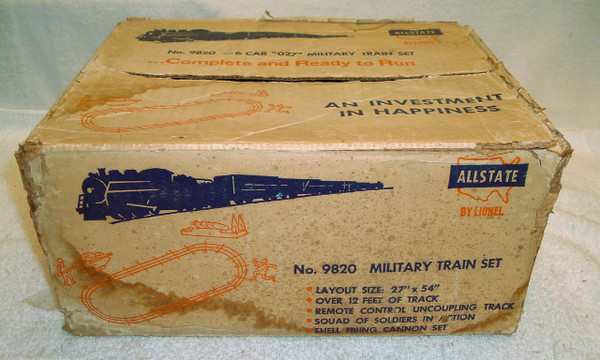 ALLSTATE
No. 9820 -- 6 CAR "027" MILITARY TRAIN SET
...Complete and Ready to Run
AN INVESTMENT
IN HAPPINESS
ALLSTATE
BY LIONEL
No. 9820 MILITARY TRAIN SET
LAYOUT SIZE: 27" x 54"
OVER 12 FEET OF TRACK
REMOTE CONTROL UNCOUPLING TRACK
SQUAD OF SOLDIERS IN ACTION
SHELL FIRING CANNON SET